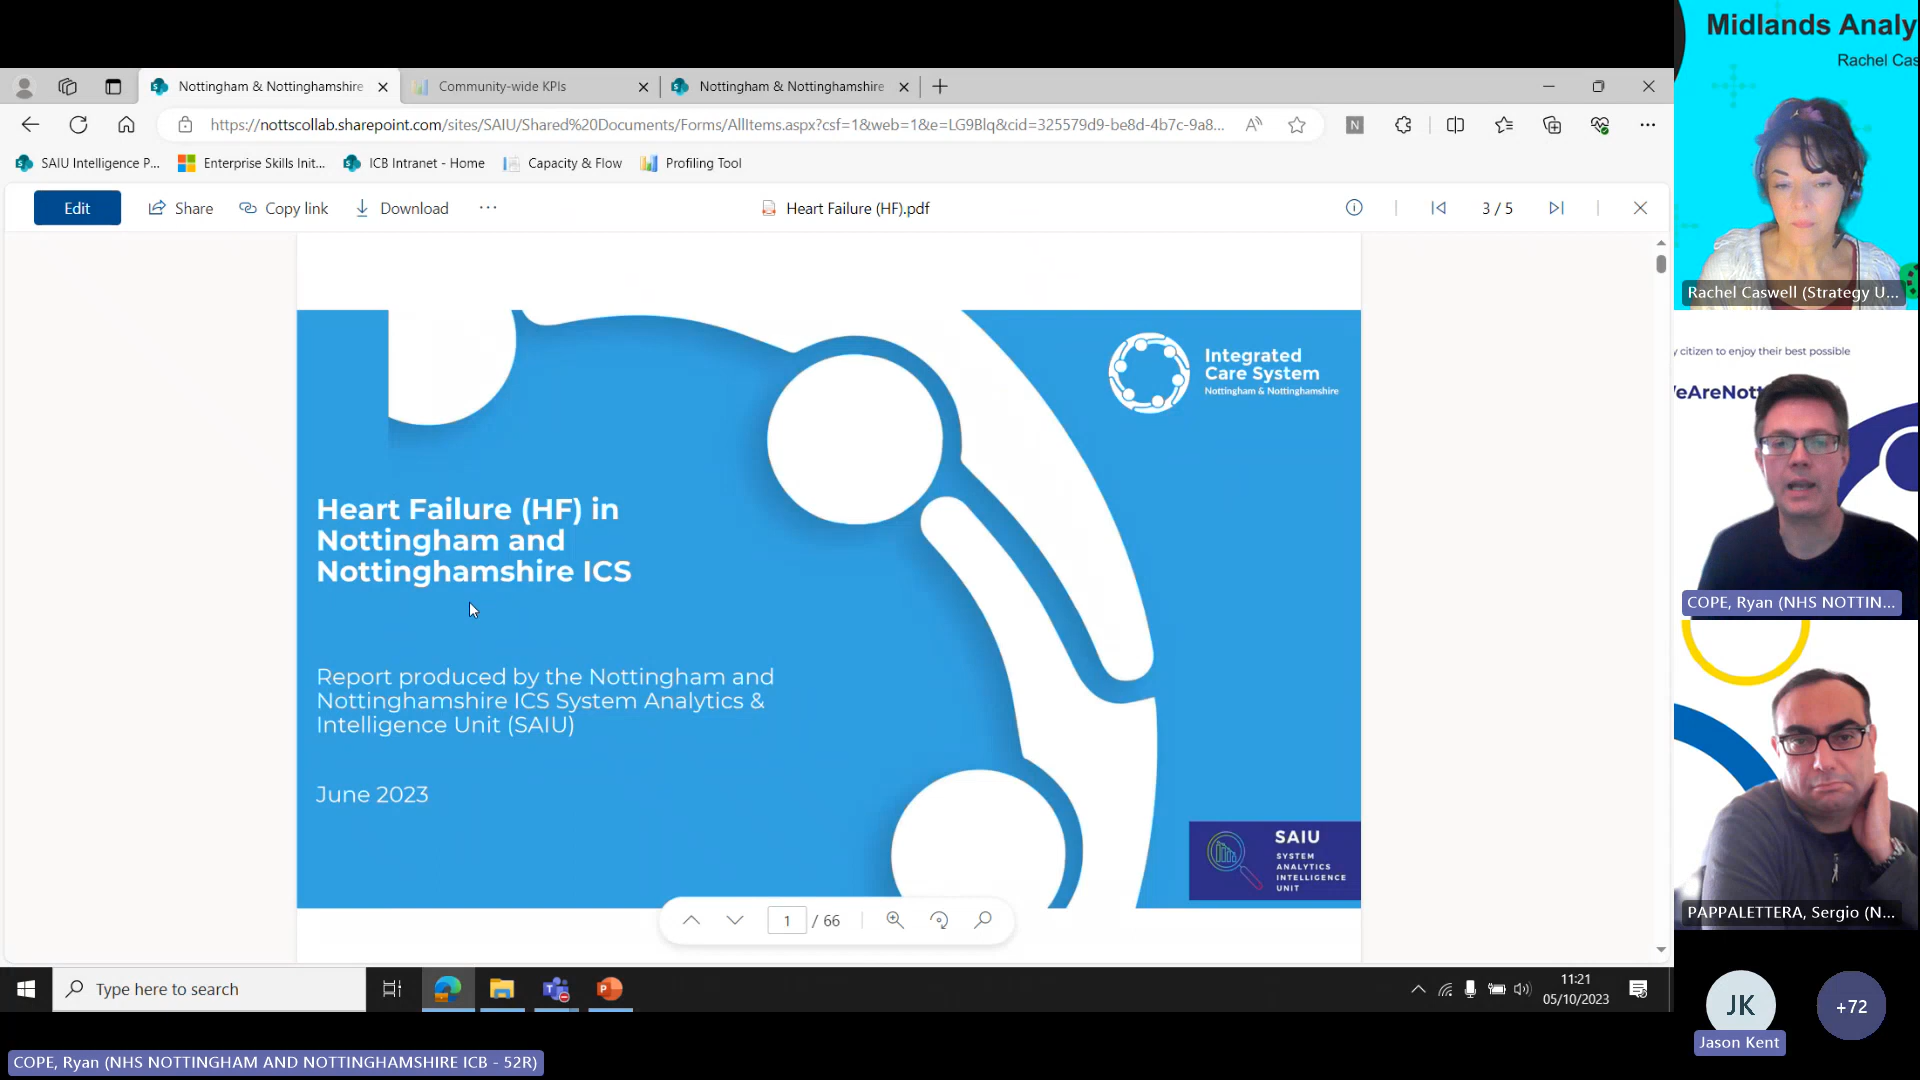 Nottingham & Nottinghamshire
Community-wide KPIs
Nottingham & Nottinghamshire
https://nottscollab.sharepoint.com/sites/SAIU/Shared%20Documents/Forms/AllItems.aspx?csf=1&web=1&e=LG9Blq&cid=325579d9-be8d-4b7c-9a8...
SAIU Intelligence P...
Enterprise Skills Init...
ICB Intranet - Home
Capacity & Flow
Profiling Tool
Edit
Share
Copy link
Download
Heart Failure (HF).pdf
3 / 5
Integrated
Care System
Nottingham & Nottinghamshire
Heart Failure (HF) in
Nottingham and
Nottinghamshire ICS
Report produced by the Nottingham and
Nottinghamshire ICS System Analytics &
Intelligence Unit (SAIU)
June 2023
SAIU
SYSTEM
ANALYTICS
INTELLIGENCE
UNIT
1 / 66
Type here to search
11:21
05/10/2023
COPE, Ryan (NHS NOTTINGHAM AND NOTTINGHAMSHIRE ICB - 52R)
Midlands Analy
Rachel Cas
Rachel Caswell (Strategy U...
y citizen to enjoy their best possible
eAreNott
COPE, Ryan (NHS NOTTIN...
PAPPALETTERA, Sergio (N...
JK
Jason Kent
+72